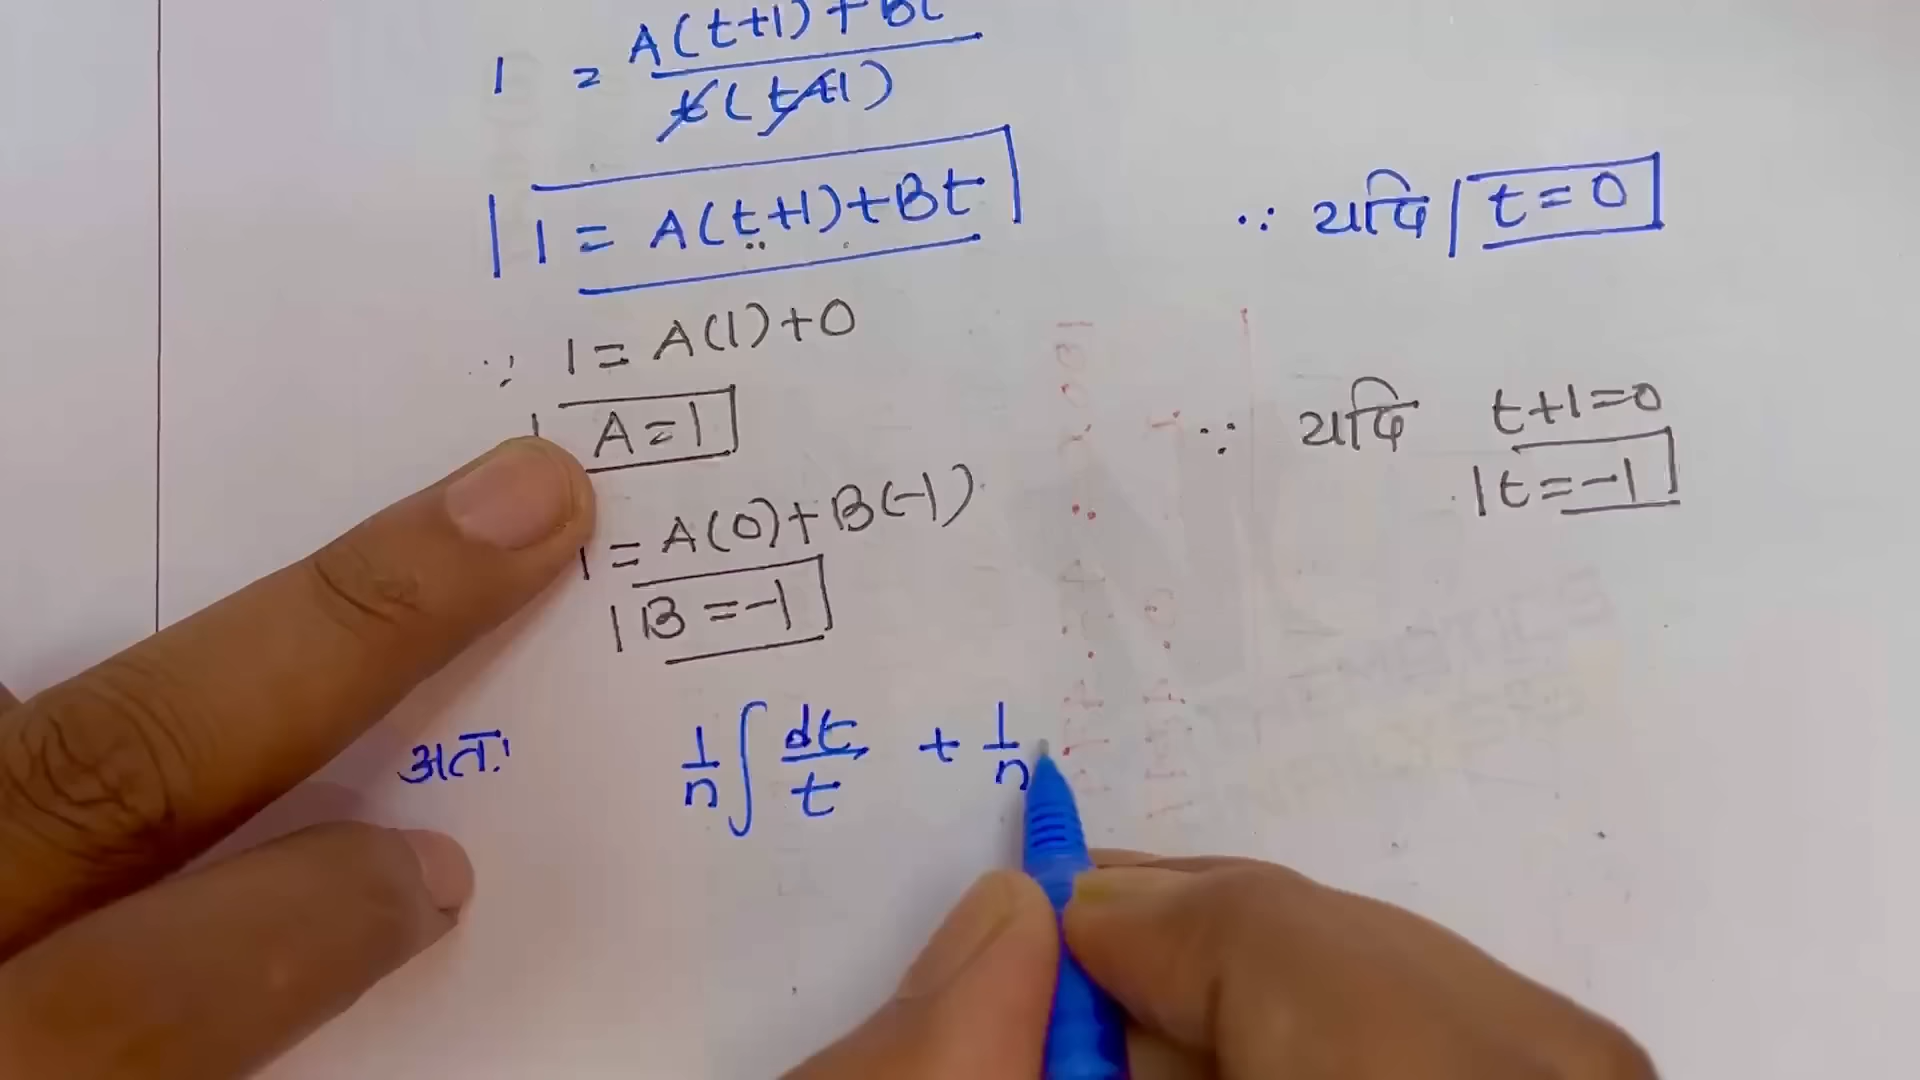 1 = A(t+1)+Bt
t(t+1)
1 = A(t+1)+Bt
∵ यदि t=0
∵ 1 = A(1)+0
A=1
∵ यदि t+1=0
t=-1
1 = A(0)+B(-1)
B=-1
अतः 1/n ∫ dt/t + 1/n